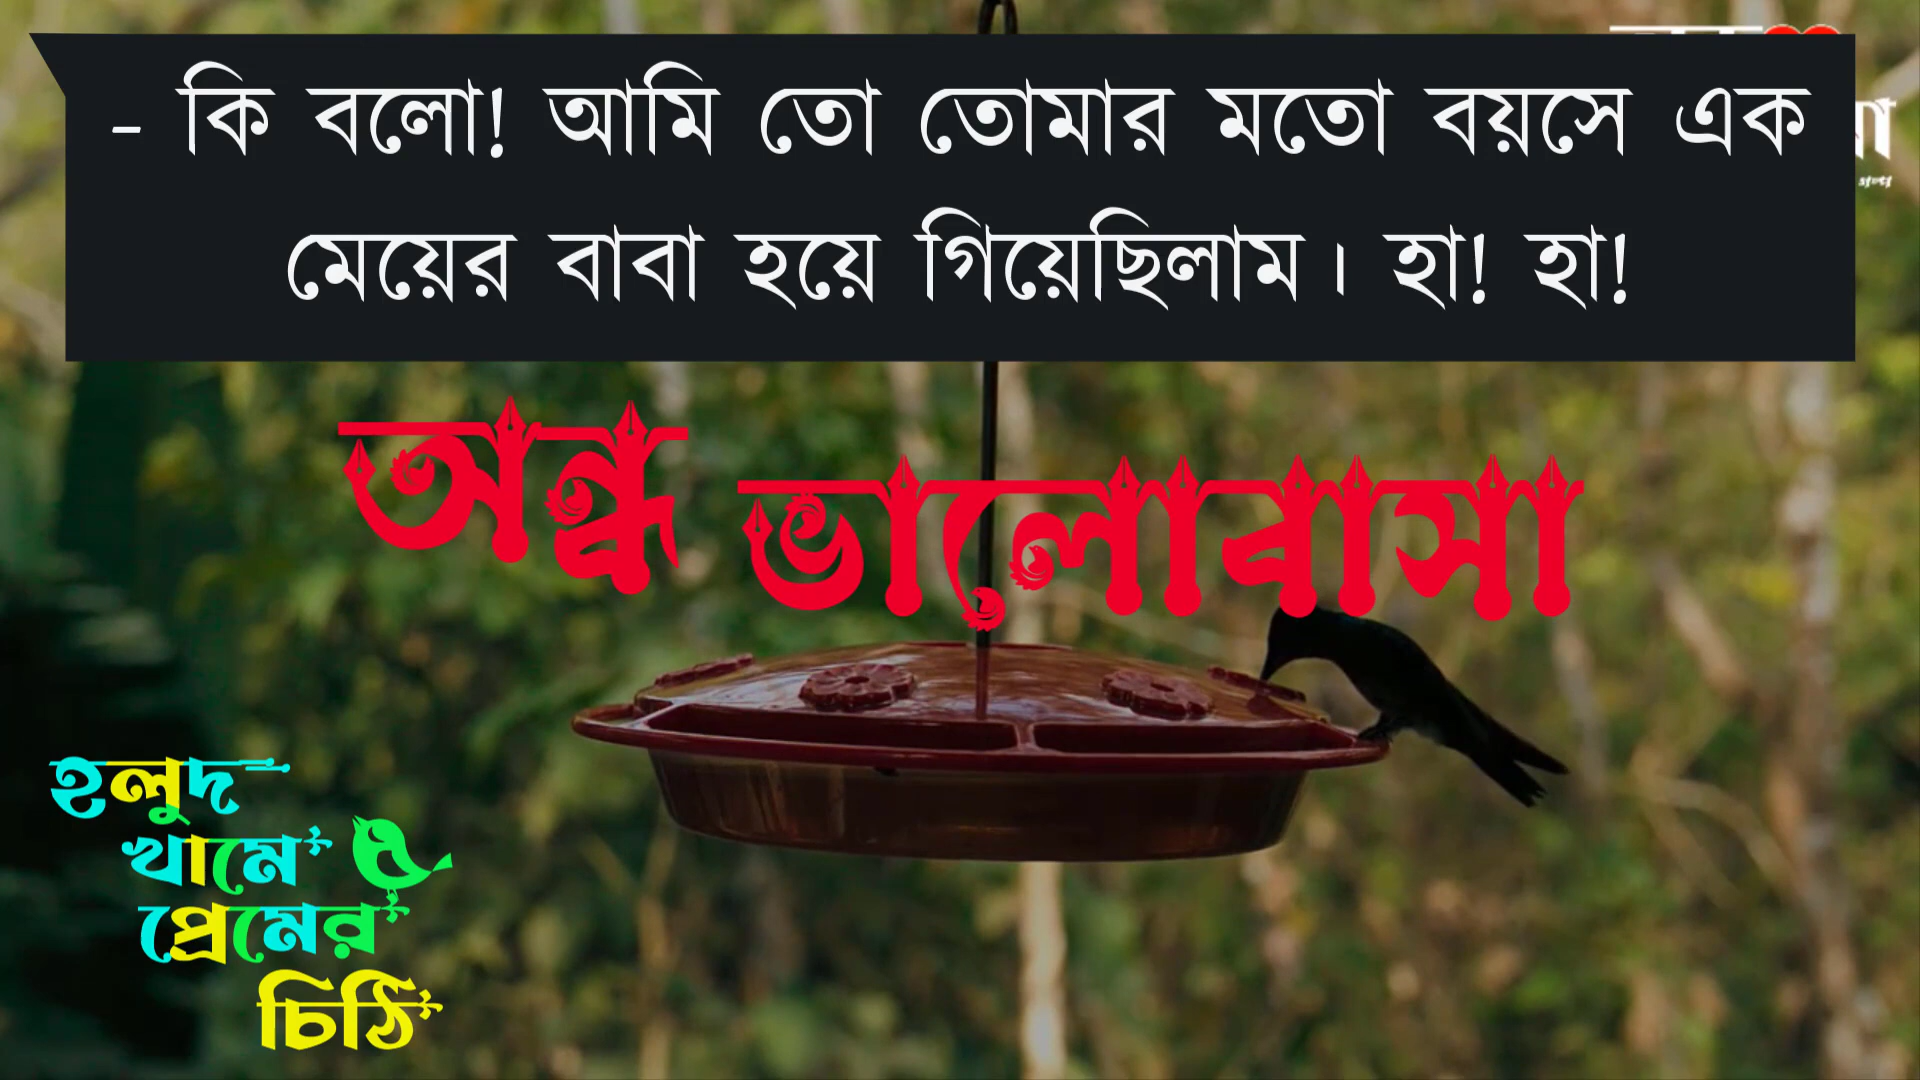 - কি বলো! আমি তো তোমার মতো বয়সে এক
মেয়ের বাবা হয়ে গিয়েছিলাম। হা! হা!
অন্ধ ভালোবাসা
হলুদ
খামে
প্রেমের
চিঠি